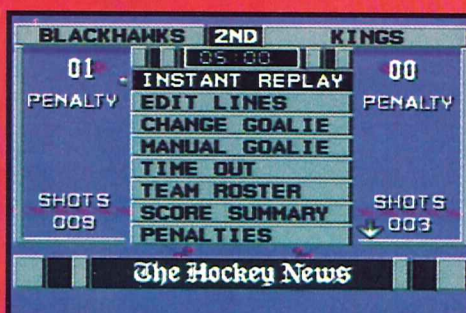 BLACKHAWKS 2ND KINGS
05:00
01 00
INSTANT REPLAY
PENALTY EDIT LINES PENALTY
CHANGE GOALIE
MANUAL GOALIE
TIME OUT
TEAM ROSTER
SHOTS SCORE SUMMARY SHOTS
009 PENALTIES 003
The Hockey News